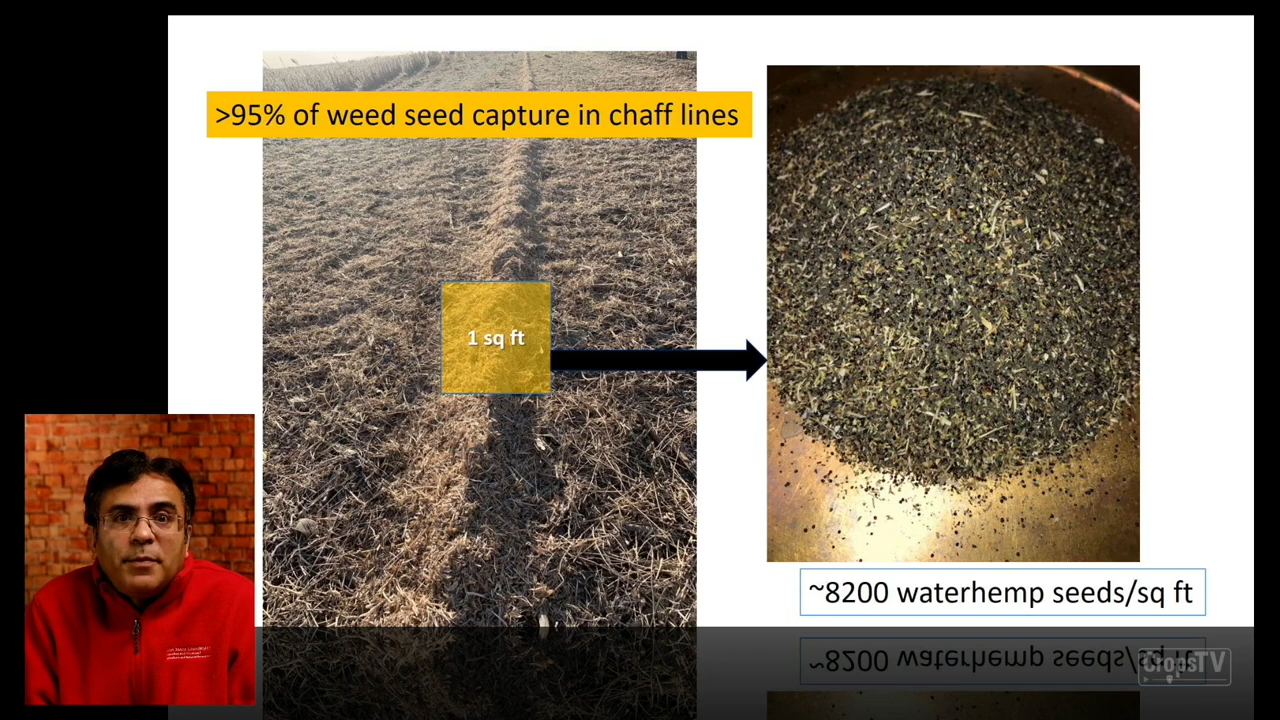 >95% of weed seed capture in chaff lines
1 sq ft
~8200 waterhemp seeds/sq ft
~8200 waterhemp seeds/sq ft
CropsTV